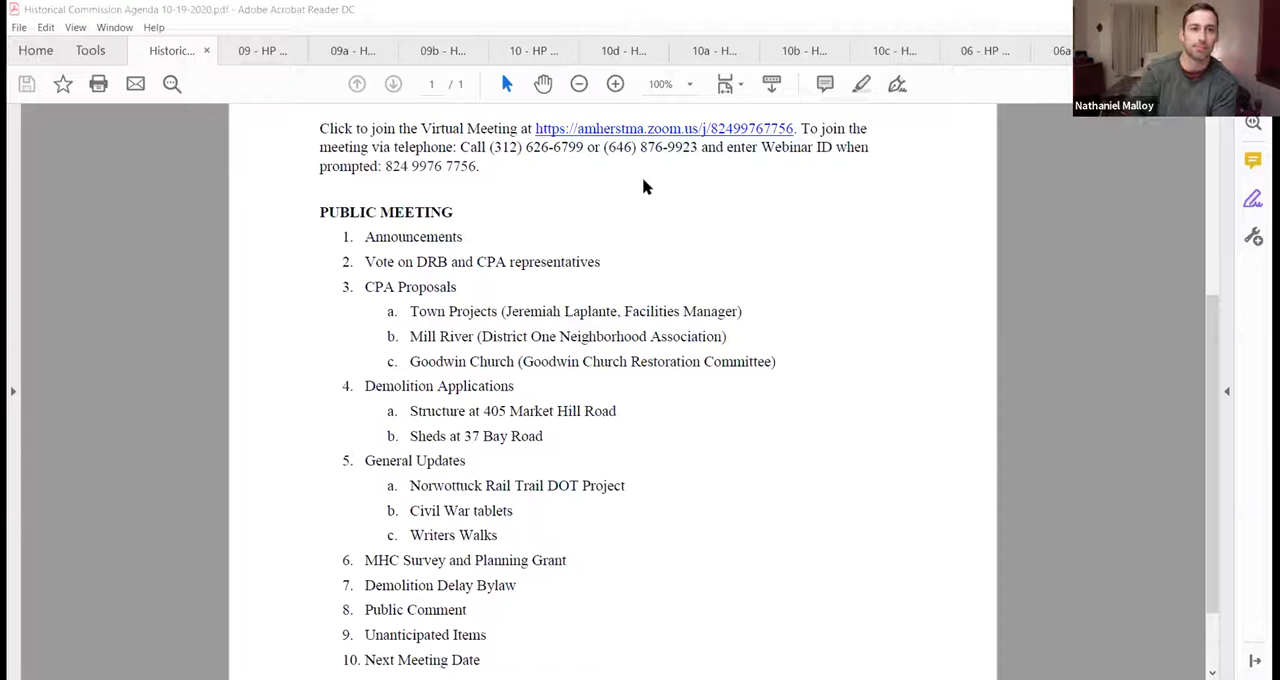 Historical Commission Agenda 10-19-2020.pdf - Adobe Acrobat Reader DC
File Edit View Window Help
Home Tools Historic... × 09 - HP ... 09a - H... 09b - H... 10 - HP ... 10d - H... 10a - H... 10b - H... 10c - H... 06 - HP ... 06a
1 / 1 100%
Nathaniel Malloy
Click to join the Virtual Meeting at https://amherstma.zoom.us/j/82499767756. To join the
meeting via telephone: Call (312) 626-6799 or (646) 876-9923 and enter Webinar ID when
prompted: 824 9976 7756.
PUBLIC MEETING
1. Announcements
2. Vote on DRB and CPA representatives
3. CPA Proposals
a. Town Projects (Jeremiah Laplante, Facilities Manager)
b. Mill River (District One Neighborhood Association)
c. Goodwin Church (Goodwin Church Restoration Committee)
4. Demolition Applications
a. Structure at 405 Market Hill Road
b. Sheds at 37 Bay Road
5. General Updates
a. Norwottuck Rail Trail DOT Project
b. Civil War tablets
c. Writers Walks
6. MHC Survey and Planning Grant
7. Demolition Delay Bylaw
8. Public Comment
9. Unanticipated Items
10. Next Meeting Date